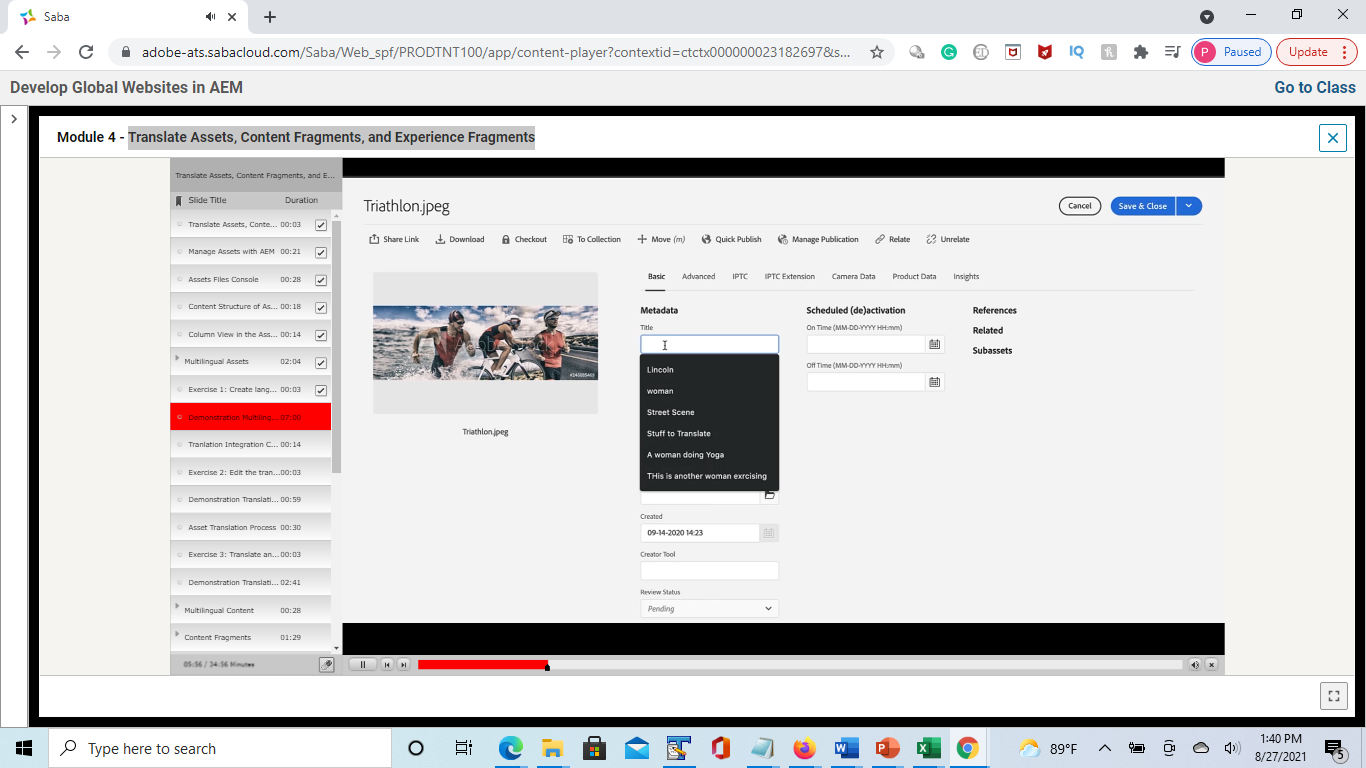 Saba
adobe-ats.sabacloud.com/Saba/Web_spf/PRODTNT100/app/content-player?contextid=ctctx000000023182697&s...
Paused
Update
Develop Global Websites in AEM
Go to Class
Module 4 - Translate Assets, Content Fragments, and Experience Fragments
Translate Assets, Content Fragments, and E...
Slide Title Duration
Translate Assets, Conte... 00:03
Manage Assets with AEM 00:21
Assets Files Console 00:28
Content Structure of As... 00:18
Column View in the Ass... 00:14
Multilingual Assets 02:04
Exercise 1: Create lang... 00:03
Demonstration Multiling... 07:00
Tranlation Integration C... 00:14
Exercise 2: Edit the tran... 00:03
Demonstration Translati... 00:59
Asset Translation Process 00:30
Exercise 3: Translate an... 00:03
Demonstration Translati... 02:41
Multilingual Content 00:28
Content Fragments 01:29
05:56 / 34:56 Minutes
Triathlon.jpeg
Cancel
Save & Close
Share Link Download Checkout To Collection Move (m) Quick Publish Manage Publication Relate Unrelate
Triathlon.jpeg
Basic Advanced IPTC IPTC Extension Camera Data Product Data Insights
Metadata
Title
Lincoln
woman
Street Scene
Stuff to Translate
A woman doing Yoga
THis is another woman exrcising
Created
09-14-2020 14:23
Creator Tool
Review Status
Pending
Scheduled (de)activation
On Time (MM-DD-YYYY HH:mm)
Off Time (MM-DD-YYYY HH:mm)
References
Related
Subassets
Type here to search
89°F
1:40 PM
8/27/2021
5